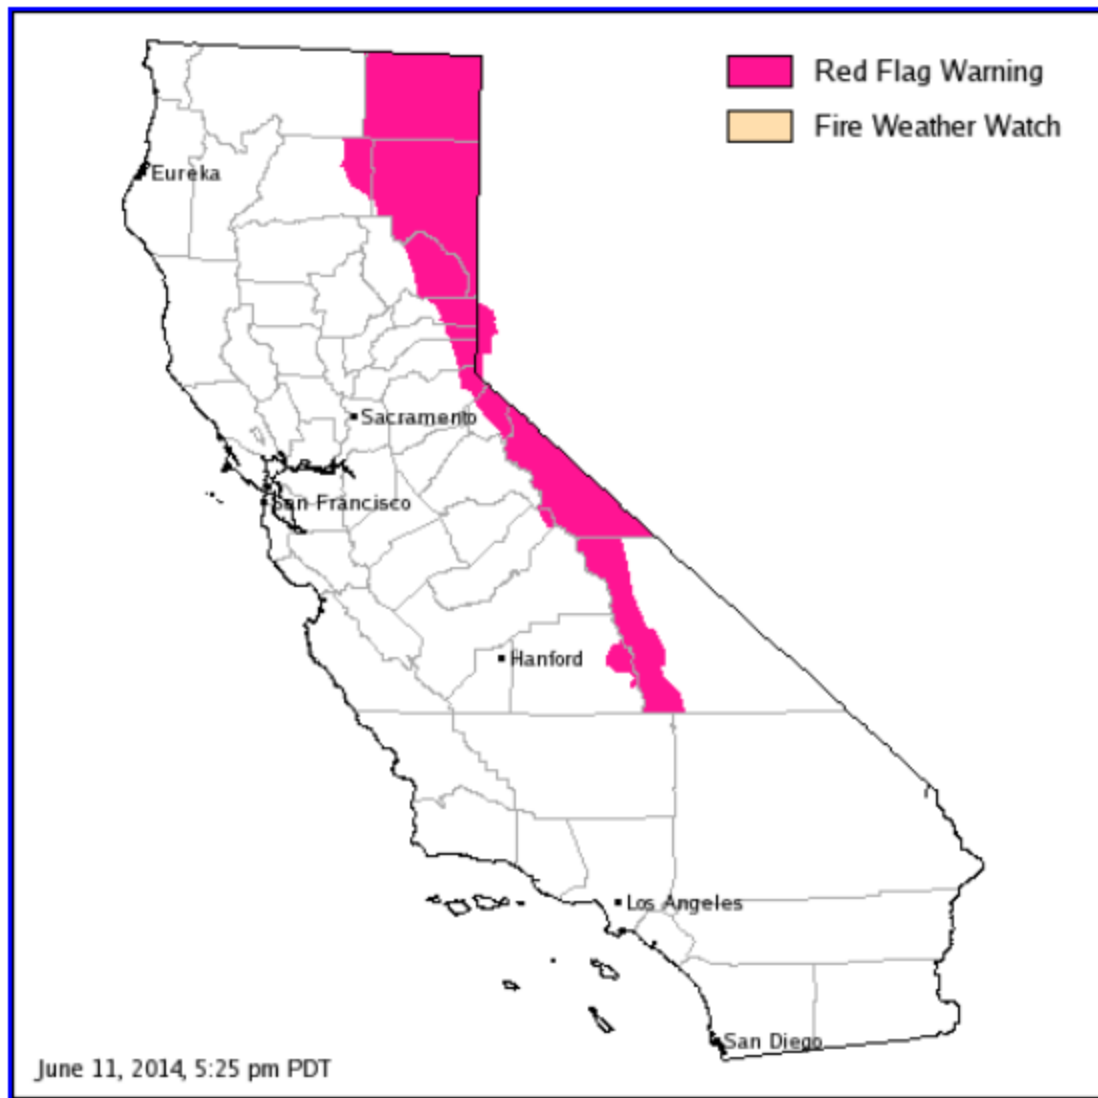 Red Flag Warning
Fire Weather Watch
Eureka
Sacramento
San Francisco
Hanford
Los Angeles
San Diego
June 11, 2014, 5:25 pm PDT